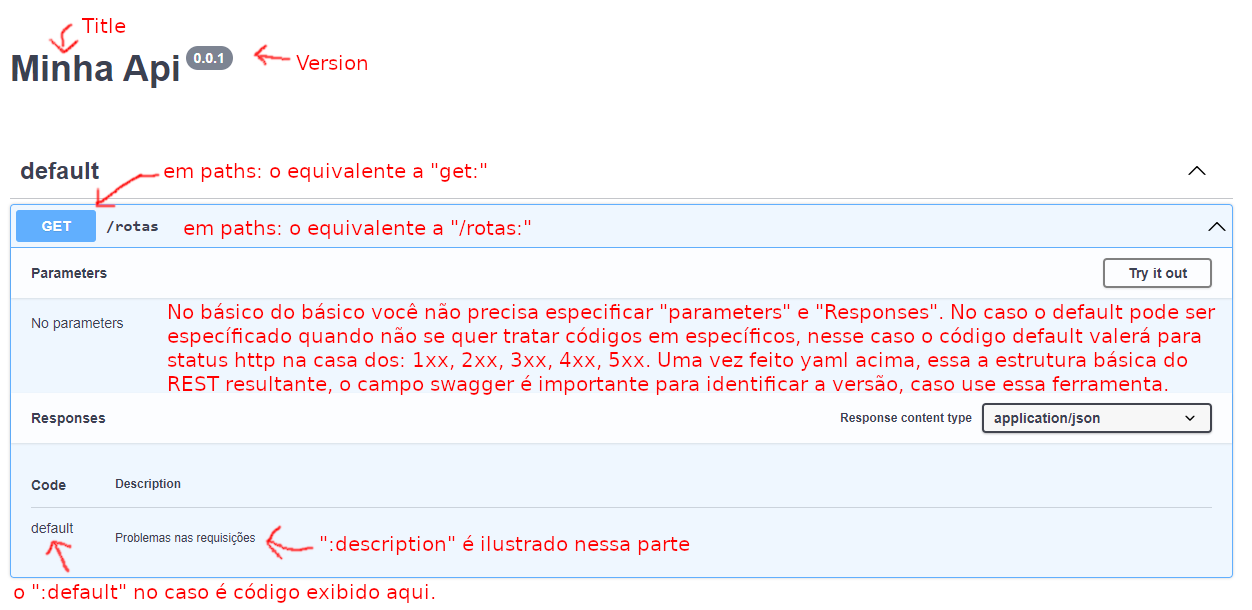 Title
Minha Api 0.0.1
Version
default
em paths: o equivalente a "get:"
GET /rotas em paths: o equivalente a "/rotas:"
Parameters Try it out
No parameters
No básico do básico você não precisa especificar "parameters" e "Responses". No caso o default pode ser
específicado quando não se quer tratar códigos em específicos, nesse caso o código default valerá para
status http na casa dos: 1xx, 2xx, 3xx, 4xx, 5xx. Uma vez feito yaml acima, essa a estrutura básica do
REST resultante, o campo swagger é importante para identificar a versão, caso use essa ferramenta.
Responses Response content type application/json
Code Description
default
Problemas nas requisições
":description" é ilustrado nessa parte
o ":default" no caso é código exibido aqui.